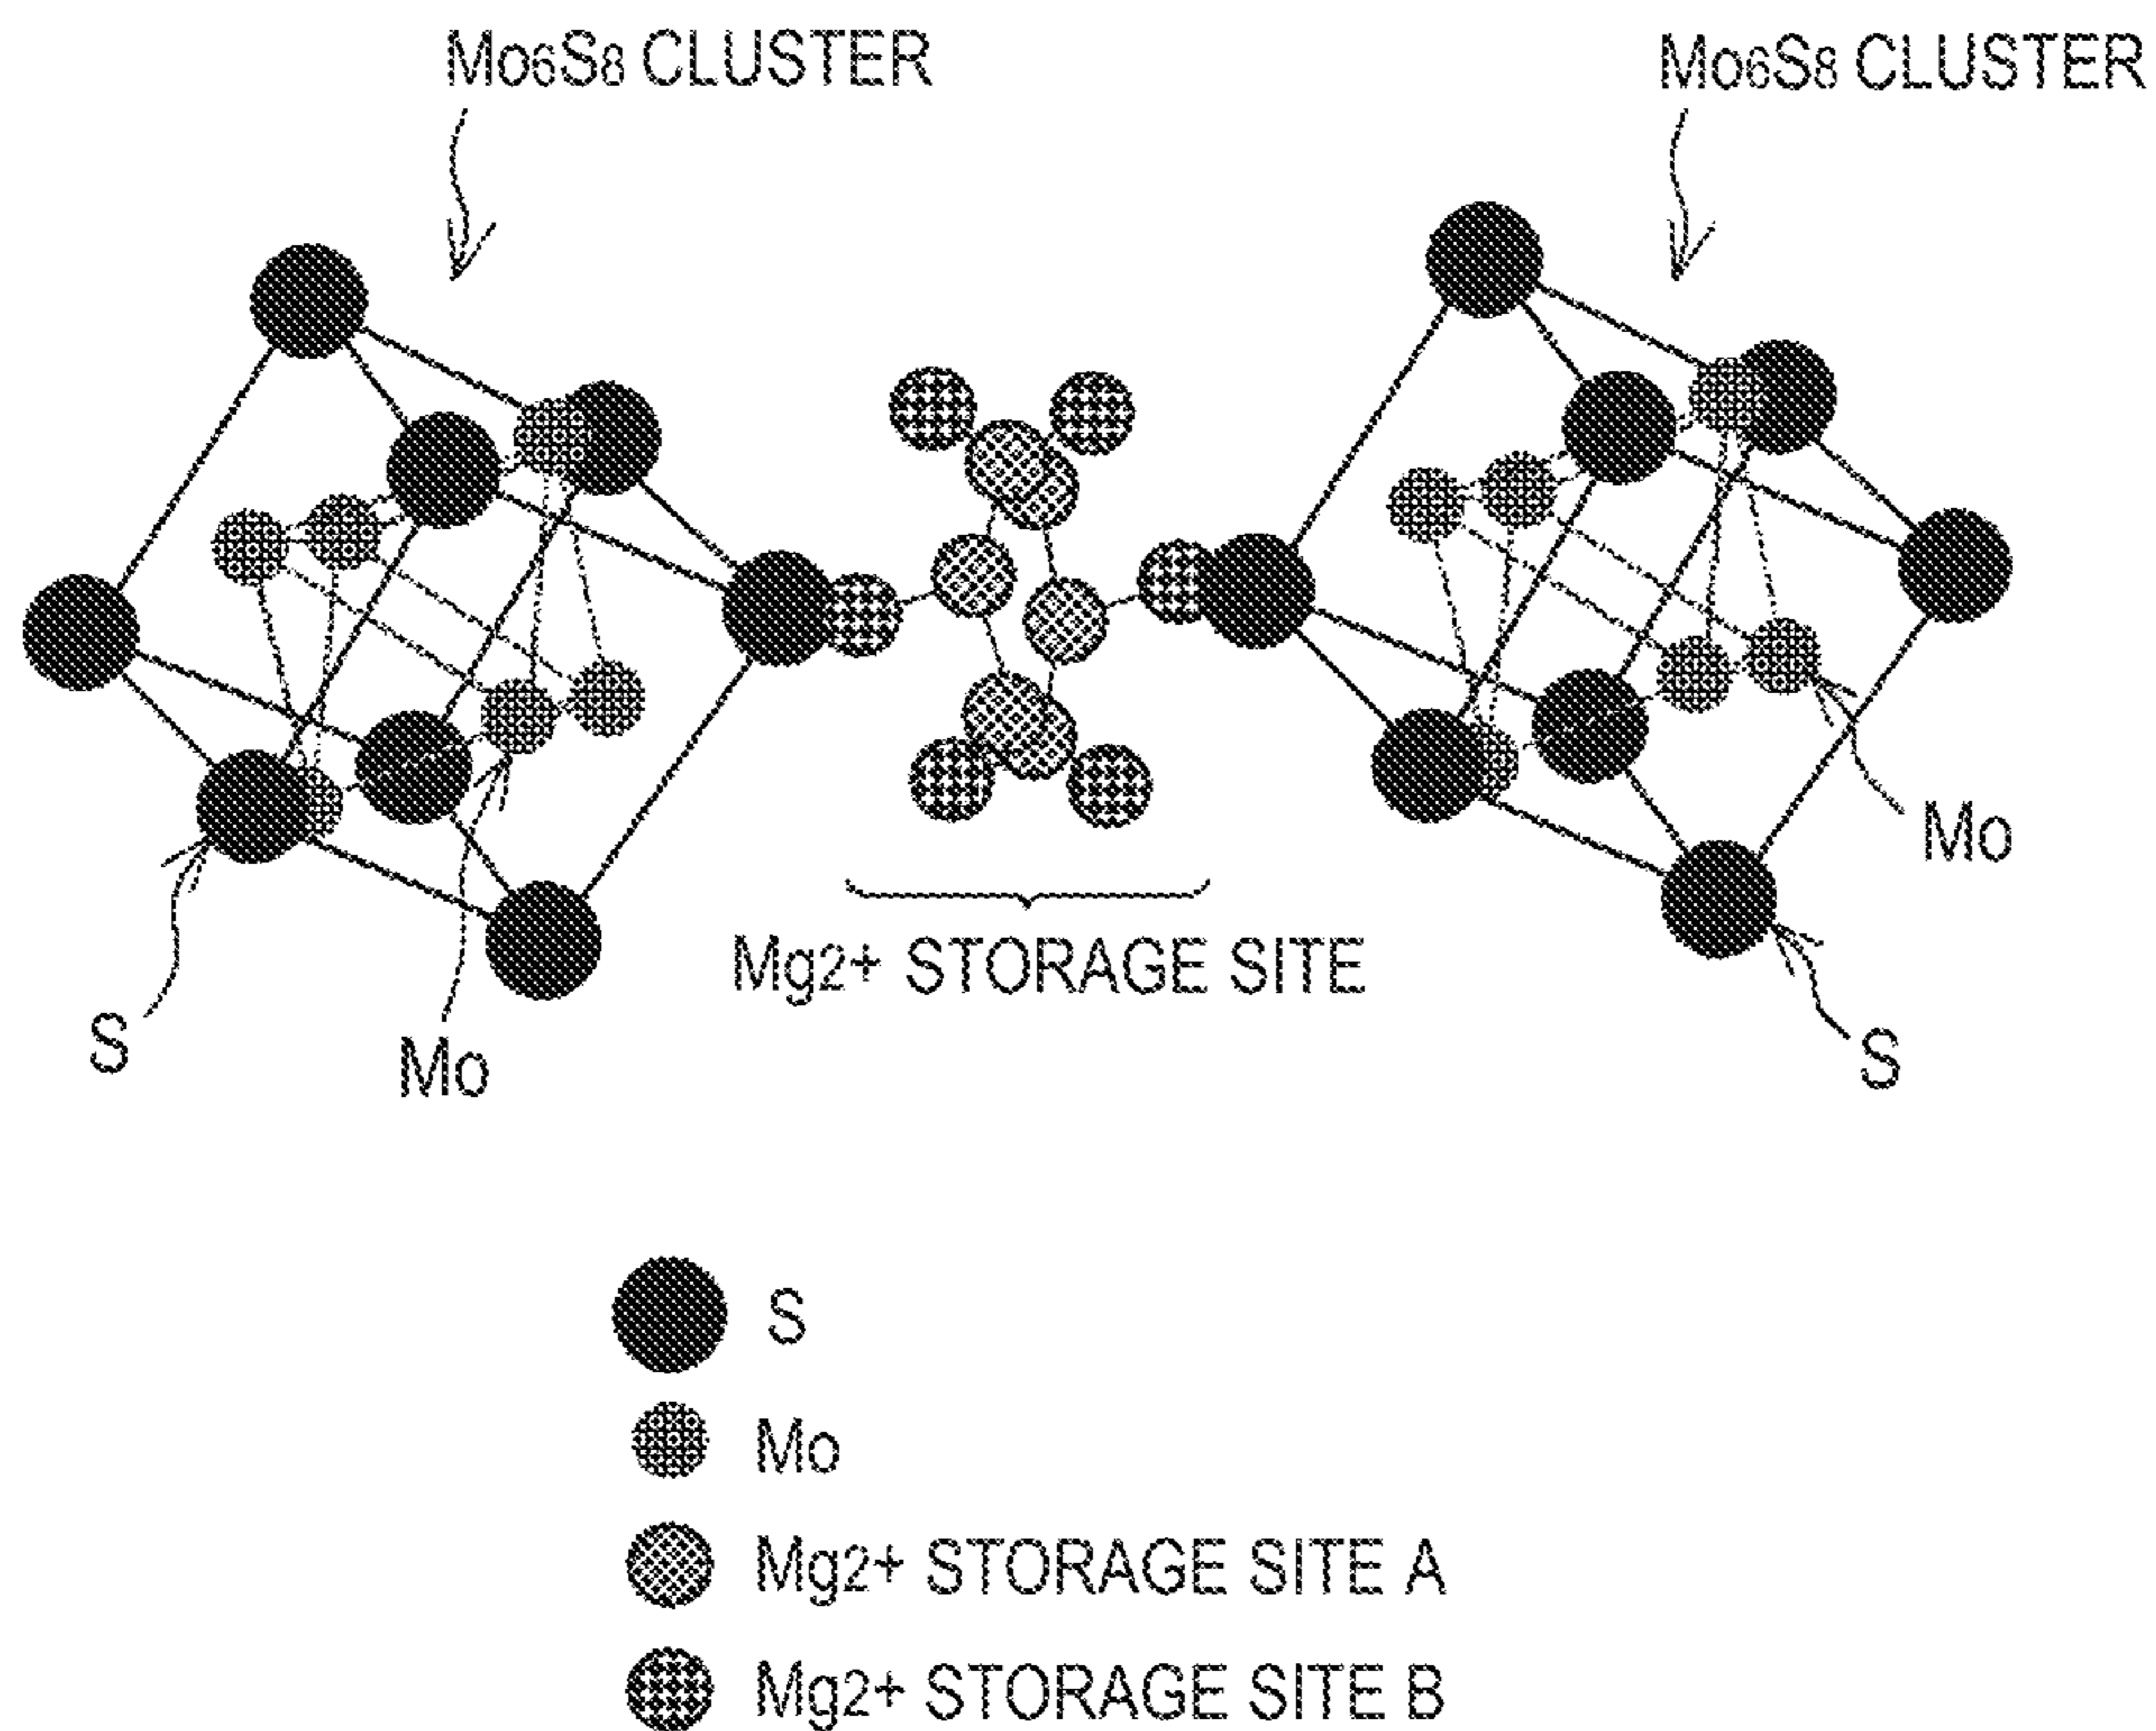 Mo6S8 CLUSTER
Mo6S8 CLUSTER
Mo
Mg2+ STORAGE SITE
S
Mo
S
S
Mo
Mg2+ STORAGE SITE A
Mg2+ STORAGE SITE B